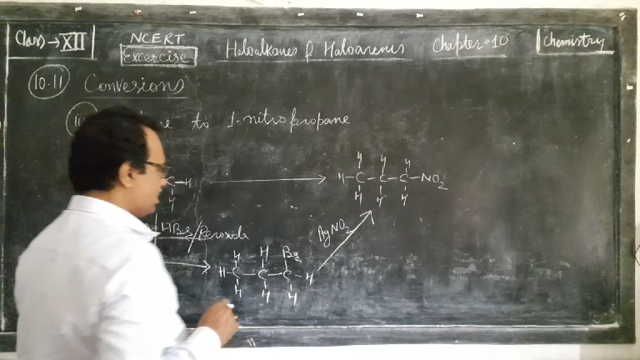 Class → XII
NCERT
Exercise
Haloalkanes & Haloarenes
Chapter-10
Chemistry
10.11 Conversions
to 1-nitropropane
C-H
H
H H H
H-C-C-C-NO2
H H H
HBr/Peroxide
AgNO2
H H Br
H-C-C-C-H
H H H